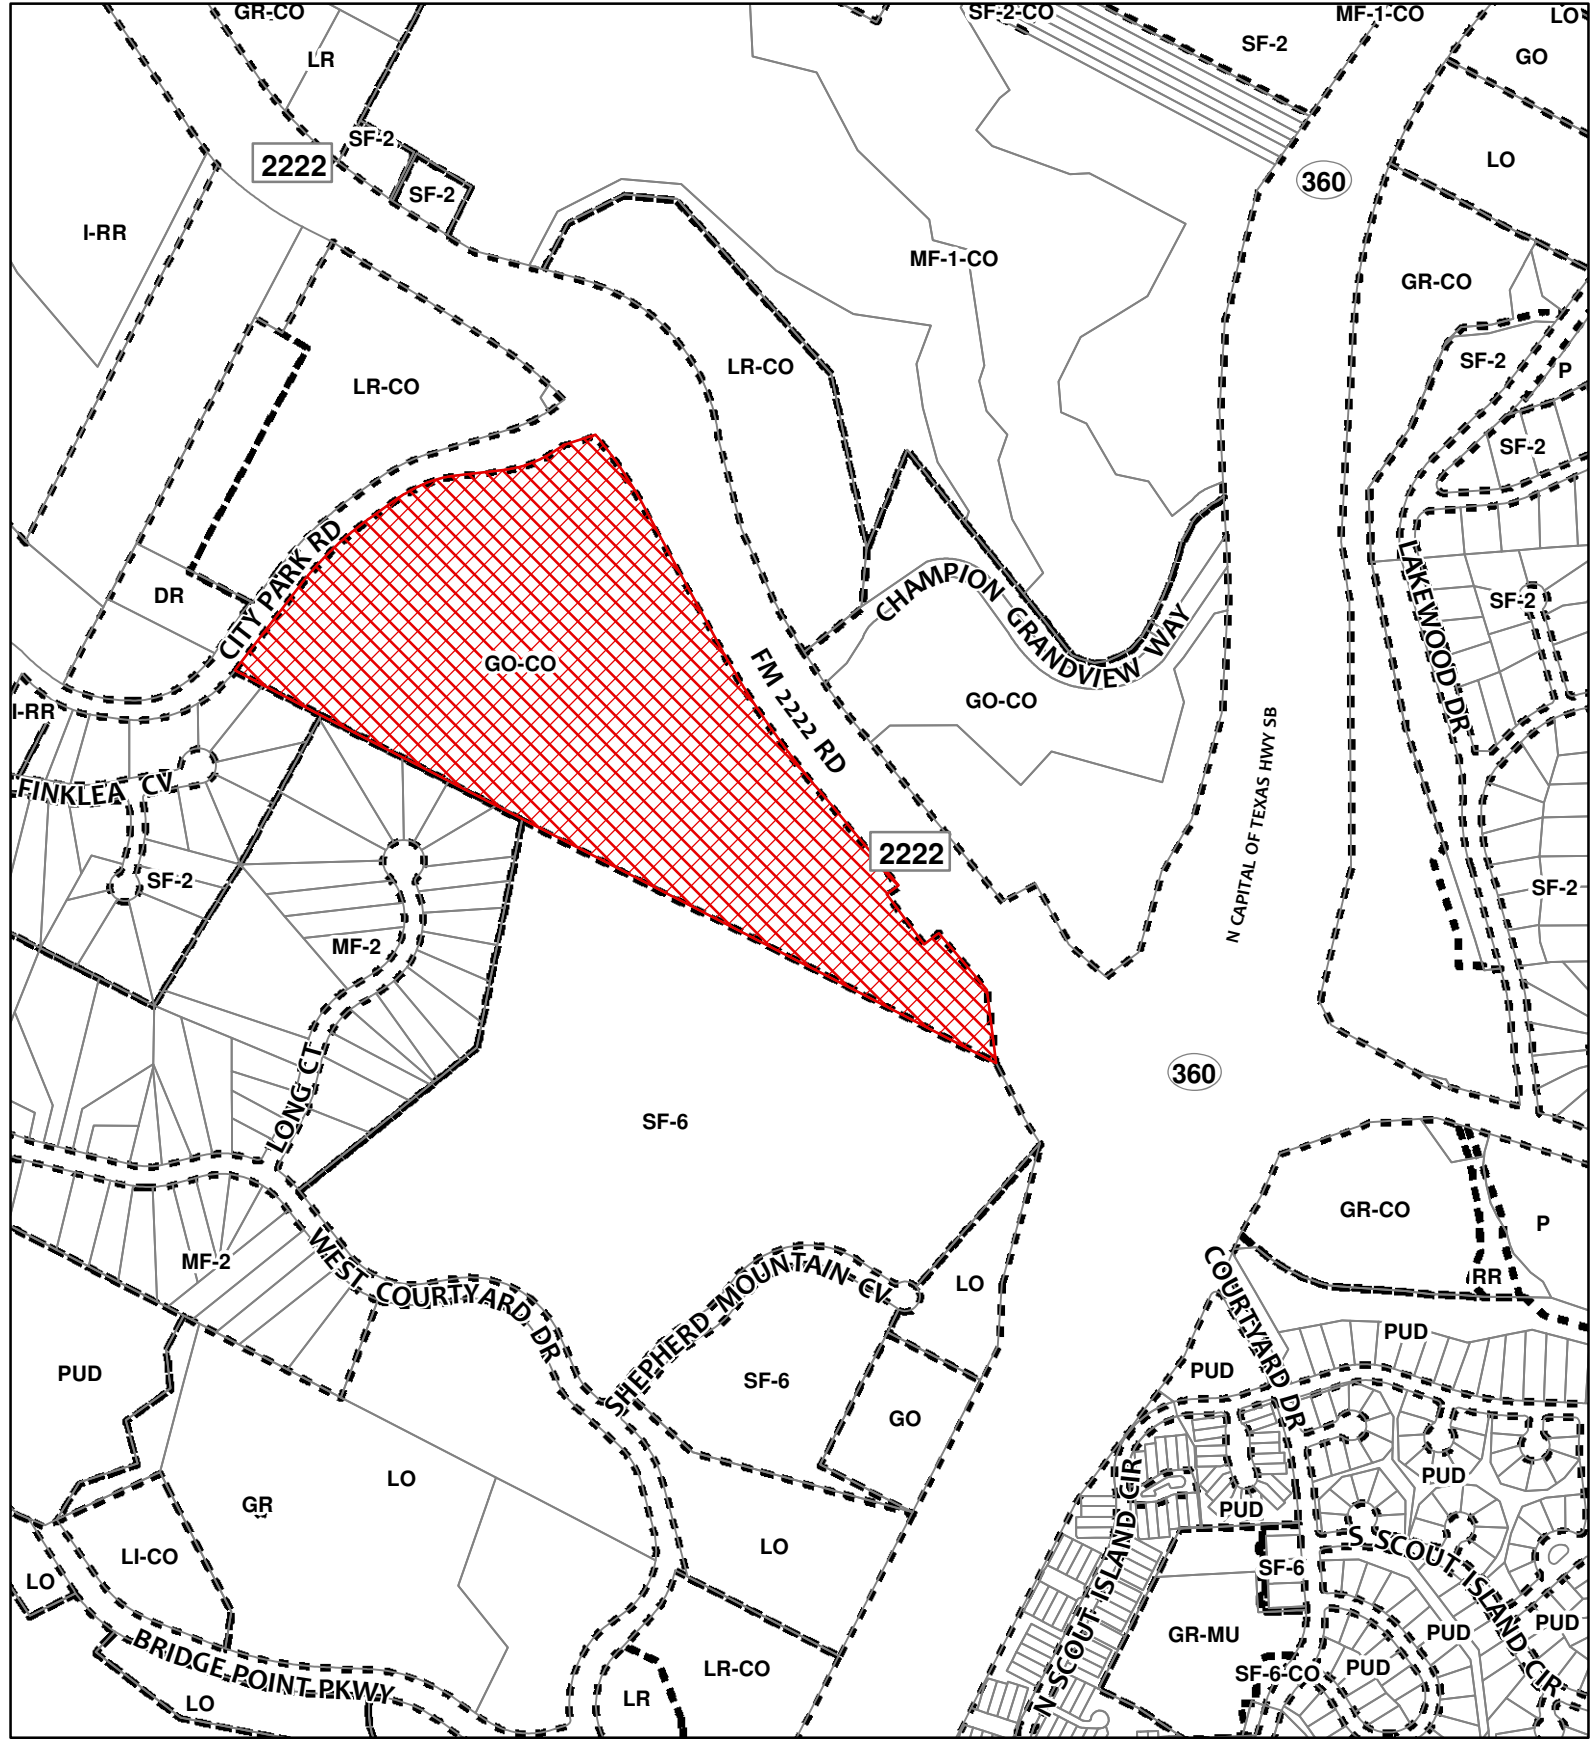 GR-CO
SF-2-CO
MF-1-CO
LO
LR
SF-2
GO
SF-2
2222
LO
360
SF-2
I-RR
MF-1-CO
GR-CO
SF-2
P
LR-CO
LR-CO
SF-2
CITY PARK RD
DR
CHAMPION GRANDVIEW WAY
LAKEWOOD DR
SF-2
GO-CO
FM 2222 RD
GO-CO
I-RR
N CAPITAL OF TEXAS HWY SB
FINKLEA CV
2222
SF-2
SF-2
MF-2
360
LONG CT
SF-6
GR-CO
P
MF-2
WEST COURTYARD DR
SHEPHERD MOUNTAIN CV
LO
RR
COURTYARD DR
PUD
PUD
PUD
SF-6
GO
LO
GR
PUD
PUD
N SCOUT ISLAND CIR
S SCOUT ISLAND CIR
LI-CO
LO
SF-6
LO
PUD
PUD
GR-MU
BRIDGE POINT PKWY
LR-CO
SF-6-CO
PUD
LO
LR